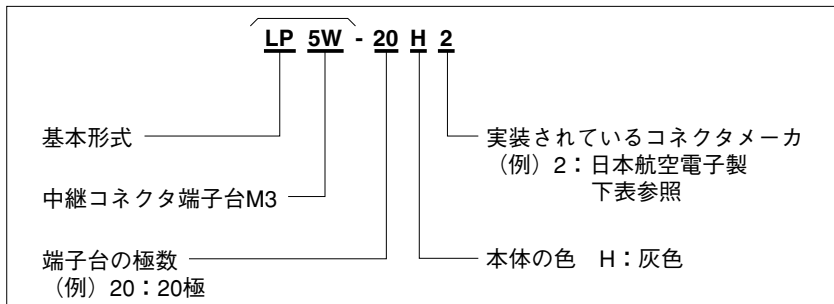 LP 5W - 20 H 2
基本形式
実装されているコネクタメーカ
（例）2：日本航空電子製
下表参照
中継コネクタ端子台M3
端子台の極数
（例）20：20極
本体の色　H：灰色